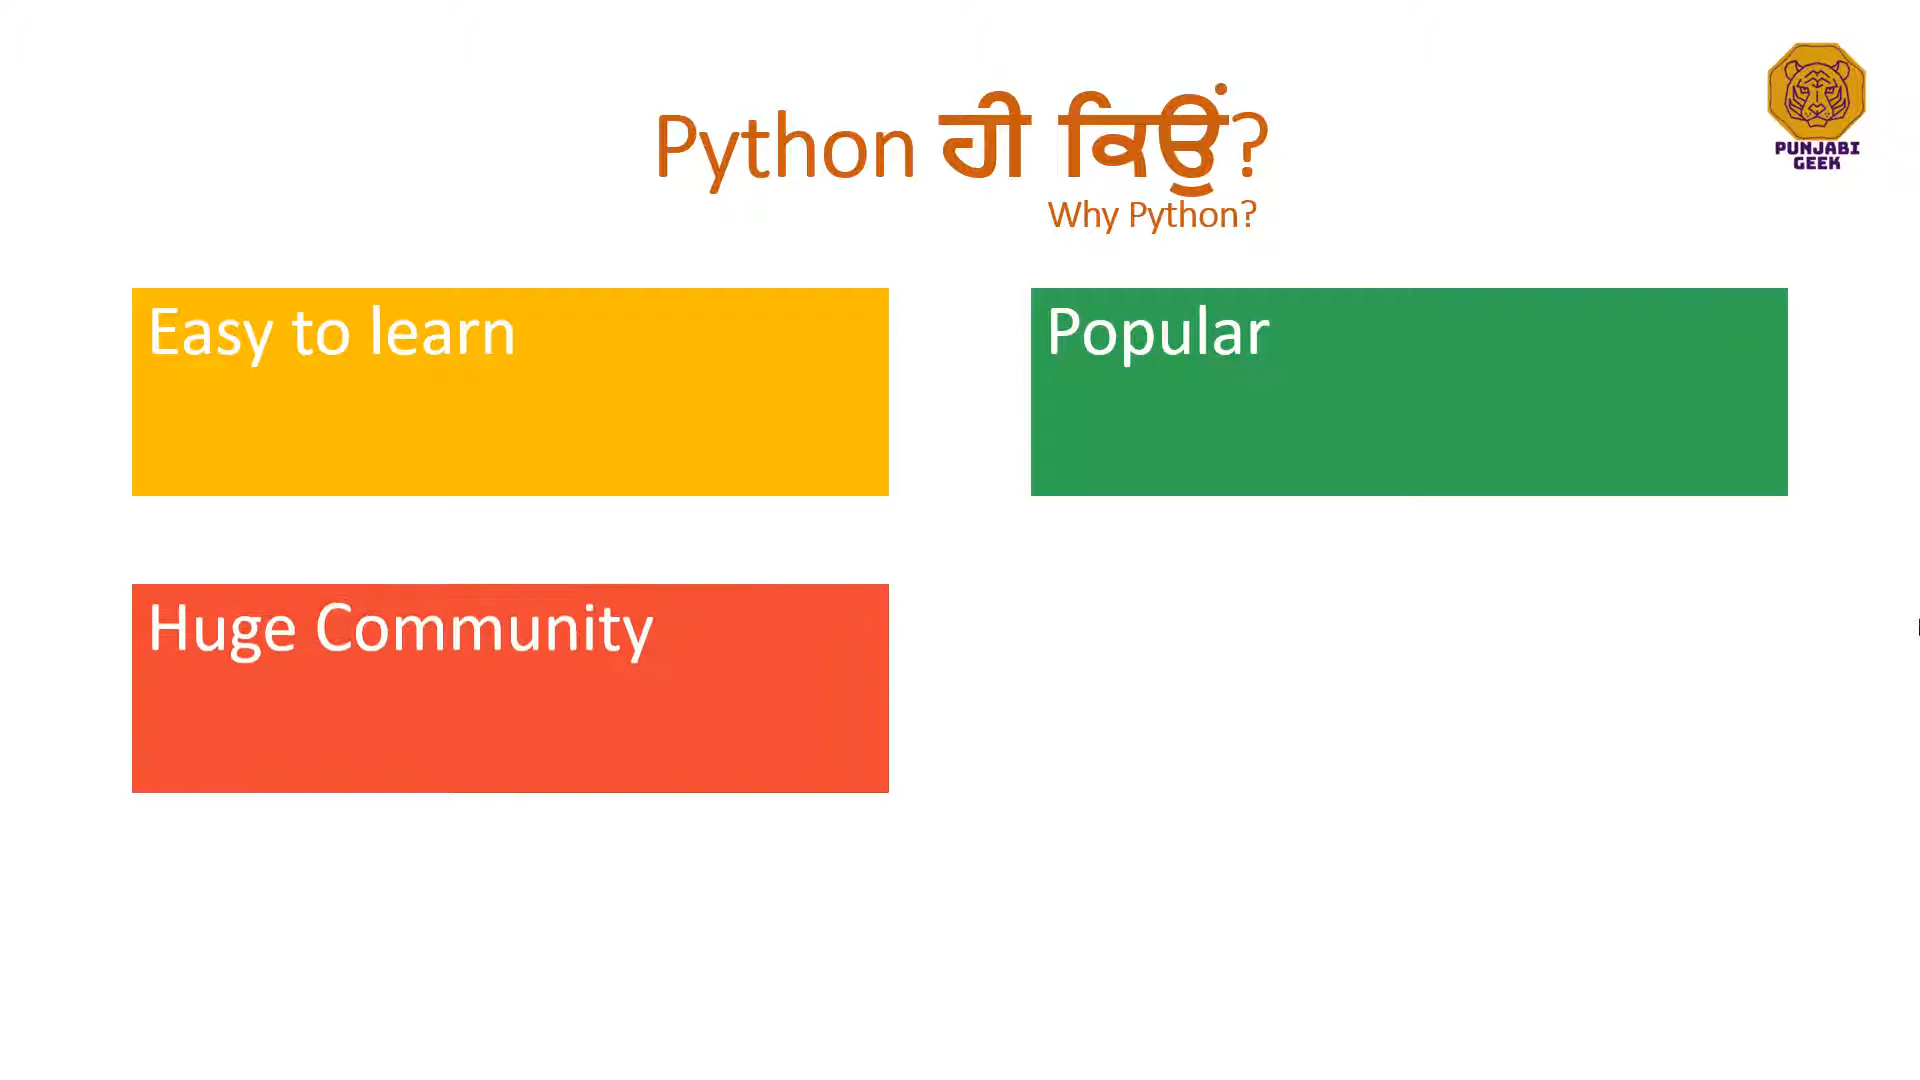 Python ਹੀ ਕਿਉਂ?
Why Python?
PUNJABI
GEEK
Easy to learn
Popular
Huge Community